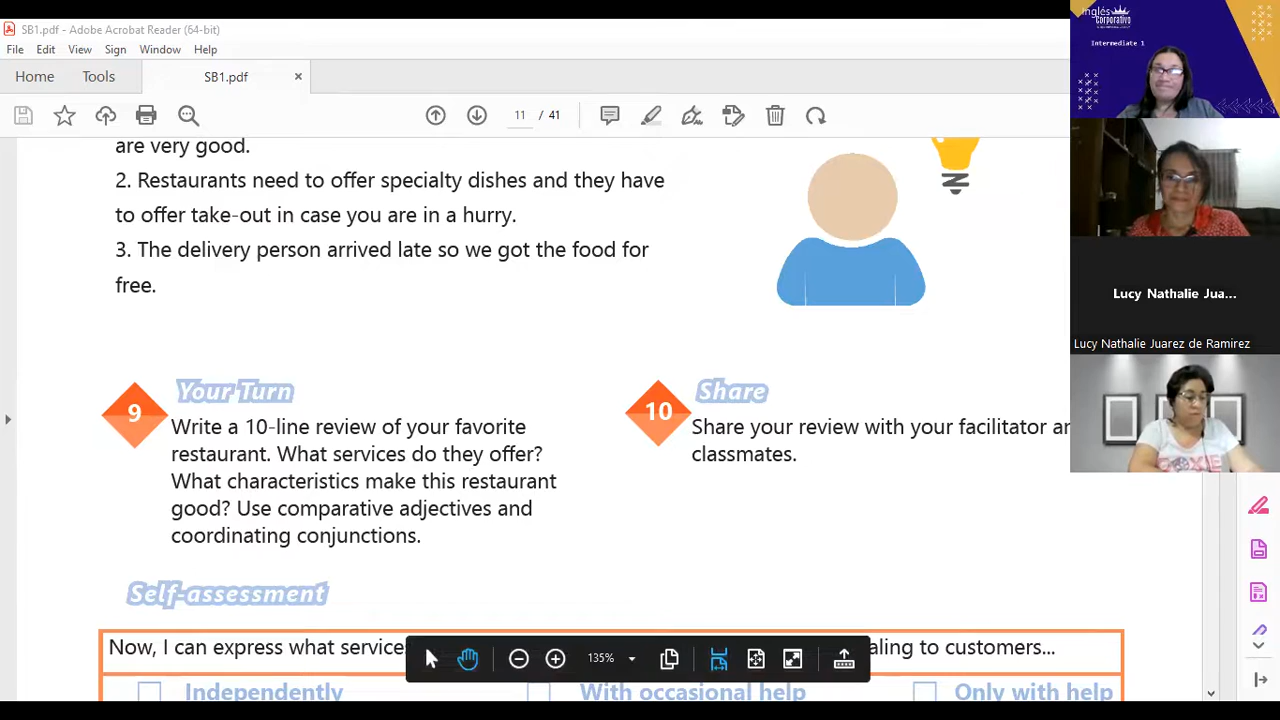 SB1.pdf - Adobe Acrobat Reader (64-bit)
File Edit View Sign Window Help
Home Tools SB1.pdf ×
11 / 41
are very good.
2. Restaurants need to offer specialty dishes and they have
to offer take-out in case you are in a hurry.
3. The delivery person arrived late so we got the food for
free.
9 Your Turn
Write a 10-line review of your favorite
restaurant. What services do they offer?
What characteristics make this restaurant
good? Use comparative adjectives and
coordinating conjunctions.
10 Share
Share your review with your facilitator an
classmates.
Self-assessment
Now, I can express what service
aling to customers...
135%
Independently With occasional help Only with help
inglés
Corporativo
Intermediate 1
Lucy Nathalie Jua...
Lucy Nathalie Juarez de Ramirez